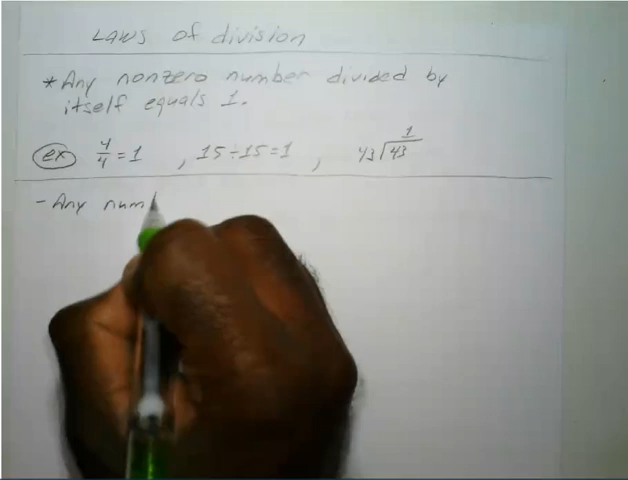 Laws of division
*Any nonzero number divided by
itself equals 1.
ex 4/4 = 1 , 15÷15=1 , 43)43 1
- Any num